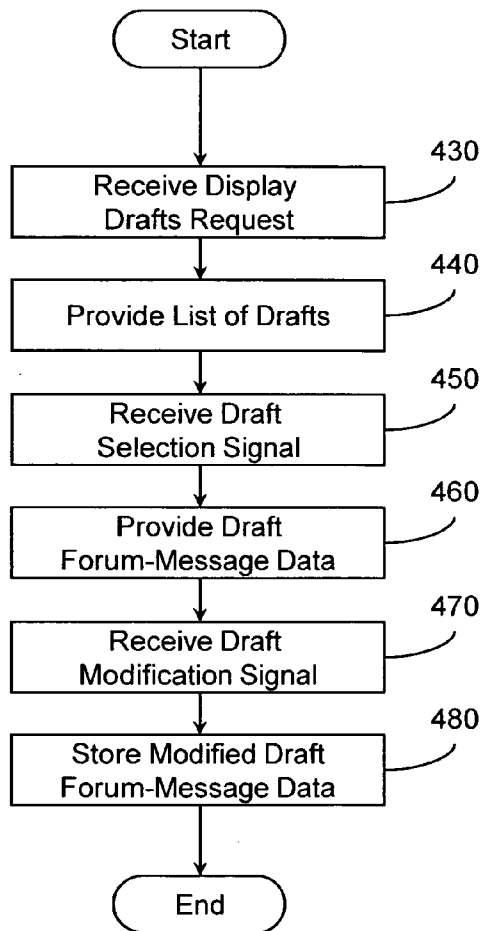 Start
430
Receive Display
Drafts Request
440
Provide List of Drafts
450
Receive Draft
Selection Signal
460
Provide Draft
Forum-Message Data
470
Receive Draft
Modification Signal
480
Store Modified Draft
Forum-Message Data
End